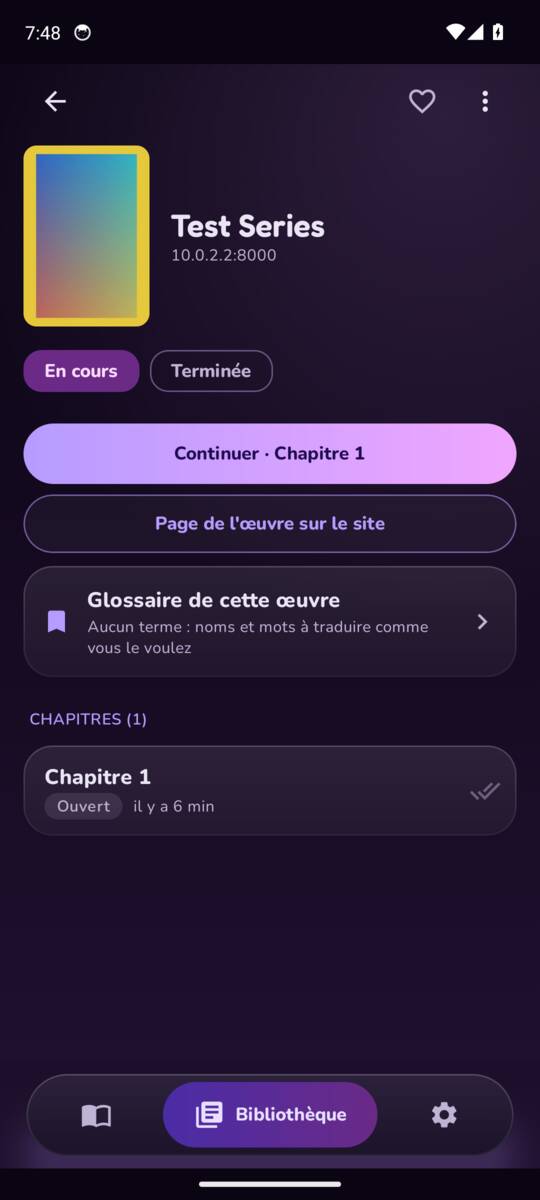 7:48
Test Series
10.0.2.2:8000
En cours
Terminée
Continuer · Chapitre 1
Page de l'œuvre sur le site
Glossaire de cette œuvre
Aucun terme : noms et mots à traduire comme
vous le voulez
CHAPITRES (1)
Chapitre 1
Ouvert
il y a 6 min
Bibliothèque